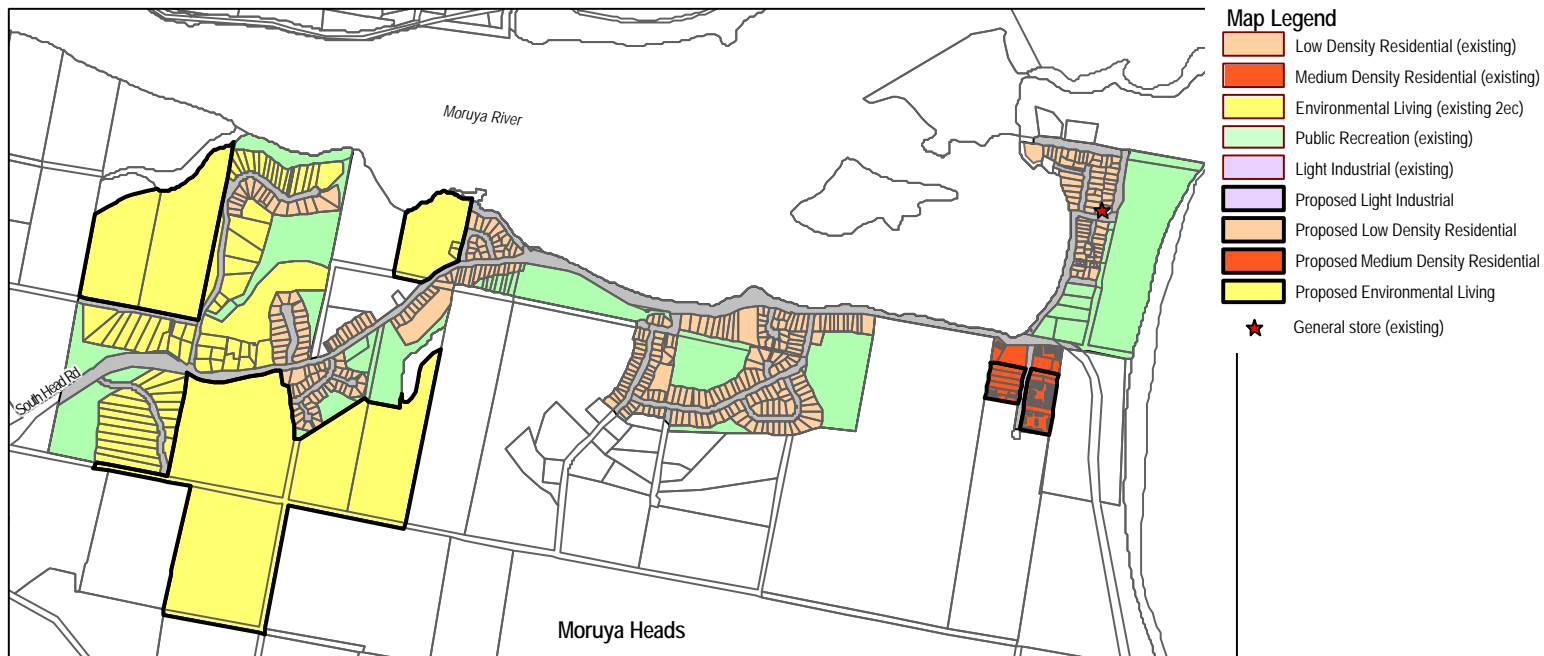 Map Legend
Low Density Residential (existing)
Medium Density Residential (existing)
Environmental Living (existing 2ec)
Public Recreation (existing)
Light Industrial (existing)
Proposed Light Industrial
Proposed Low Density Residential
Proposed Medium Density Residential
Proposed Environmental Living
General store (existing)
Moruya River
South Head Rd
Moruya Heads